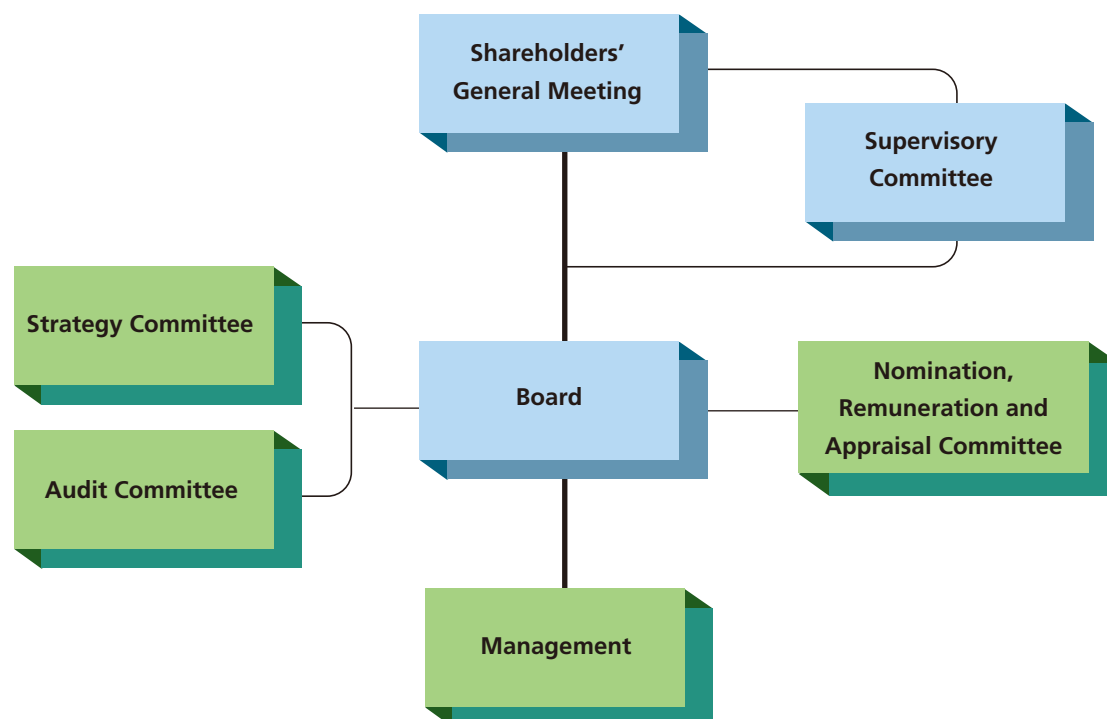 Shareholders’
General Meeting
Supervisory
Committee
Strategy Committee
Board
Nomination,
Remuneration and
Appraisal Committee
Audit Committee
Management